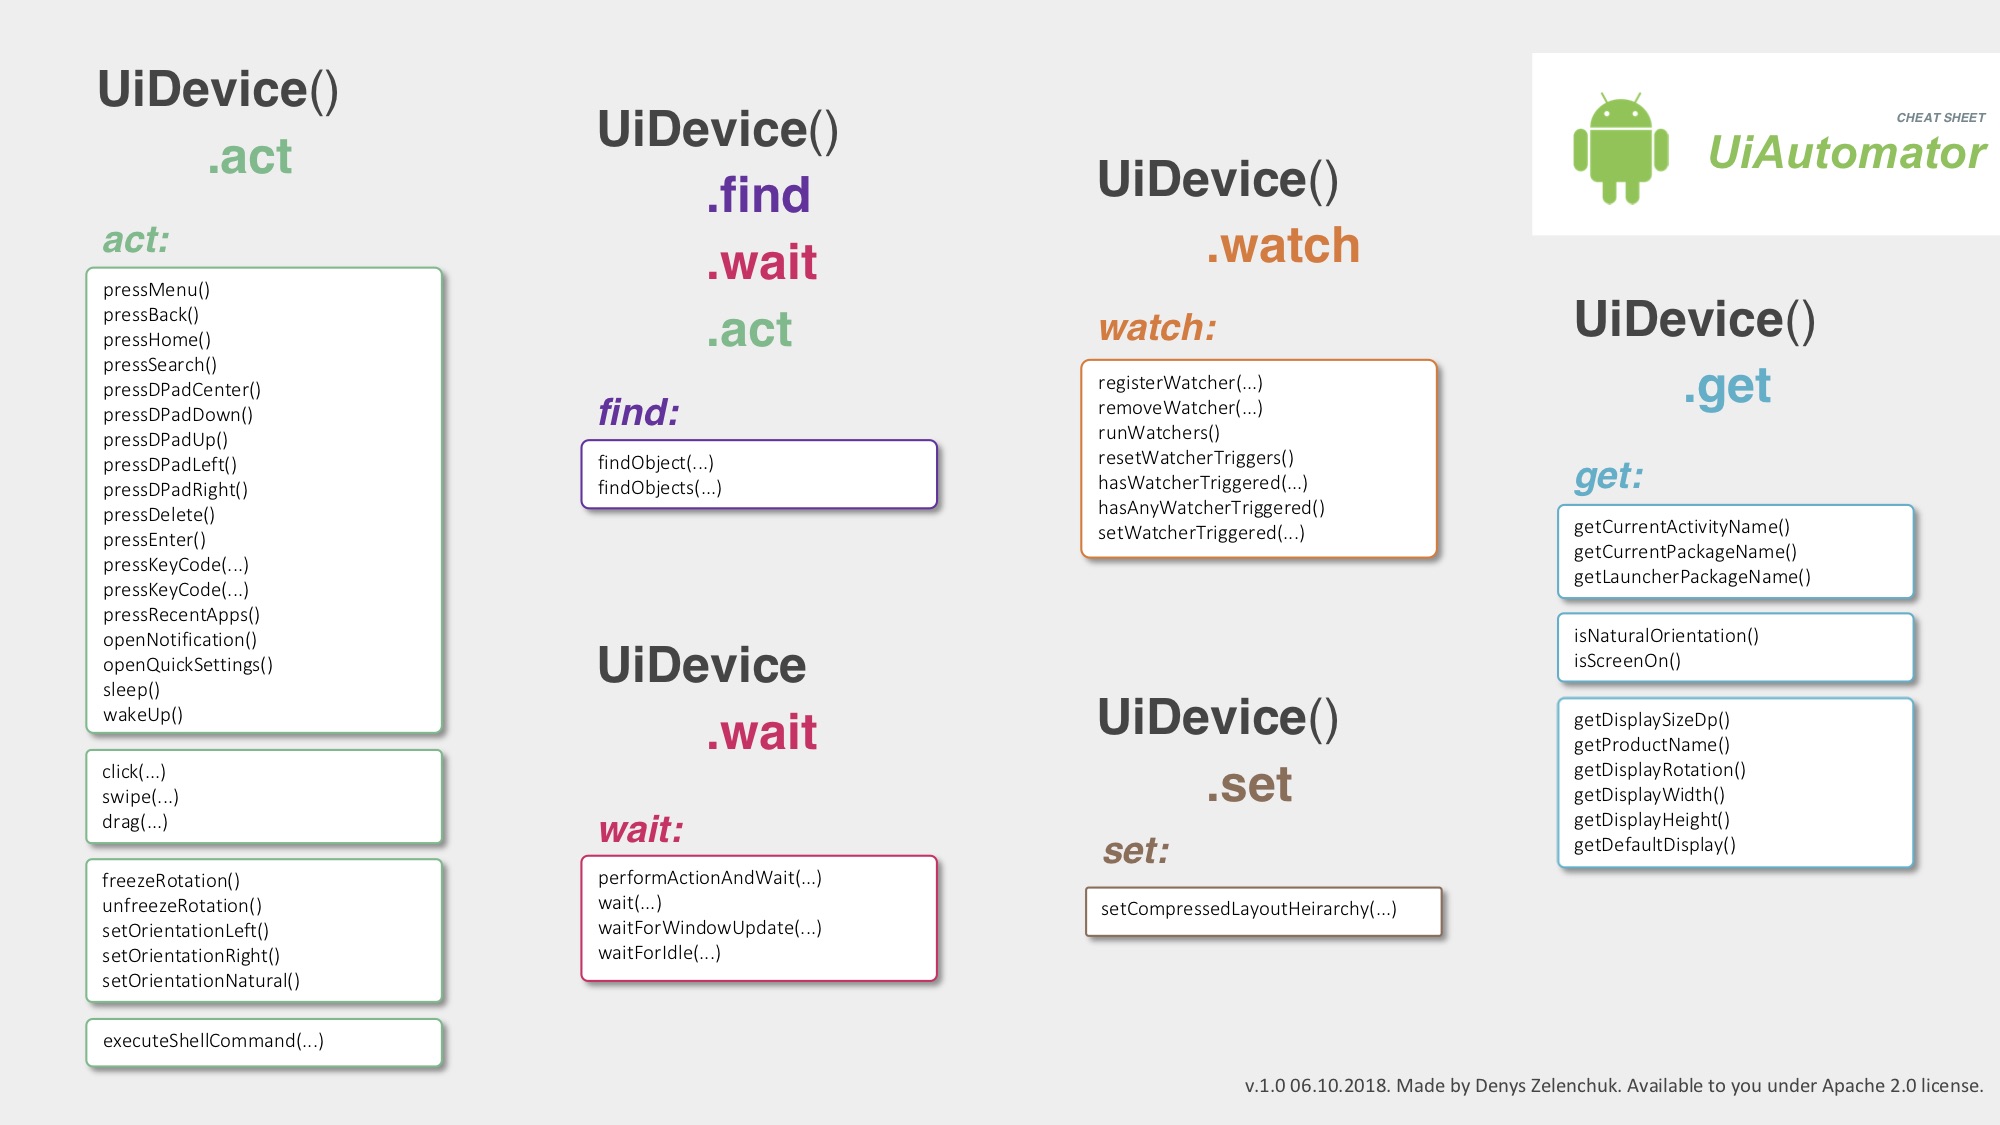 UiDevice()
.act
act:
pressMenu()
pressBack()
pressHome()
pressSearch()
pressDPadCenter()
pressDPadDown()
pressDPadUp()
pressDPadLeft()
pressDPadRight()
pressDelete()
pressEnter()
pressKeyCode(...)
pressKeyCode(...)
pressRecentApps()
openNotification()
openQuickSettings()
sleep()
wakeUp()
click(...)
swipe(...)
drag(...)
freezeRotation()
unfreezeRotation()
setOrientationLeft()
setOrientationRight()
setOrientationNatural()
executeShellCommand(...)
UiDevice()
.find
.wait
.act
find:
findObject(...)
findObjects(...)
UiDevice
.wait
wait:
performActionAndWait(...)
wait(...)
waitForWindowUpdate(...)
waitForIdle(...)
UiDevice()
.watch
watch:
registerWatcher(...)
removeWatcher(...)
runWatchers()
resetWatcherTriggers()
hasWatcherTriggered(...)
hasAnyWatcherTriggered()
setWatcherTriggered(...)
UiDevice()
.set
set:
setCompressedLayoutHeirarchy(...)
CHEAT SHEET
UiAutomator
UiDevice()
.get
get:
getCurrentActivityName()
getCurrentPackageName()
getLauncherPackageName()
isNaturalOrientation()
isScreenOn()
getDisplaySizeDp()
getProductName()
getDisplayRotation()
getDisplayWidth()
getDisplayHeight()
getDefaultDisplay()
v.1.0 06.10.2018. Made by Denys Zelenchuk. Available to you under Apache 2.0 license.